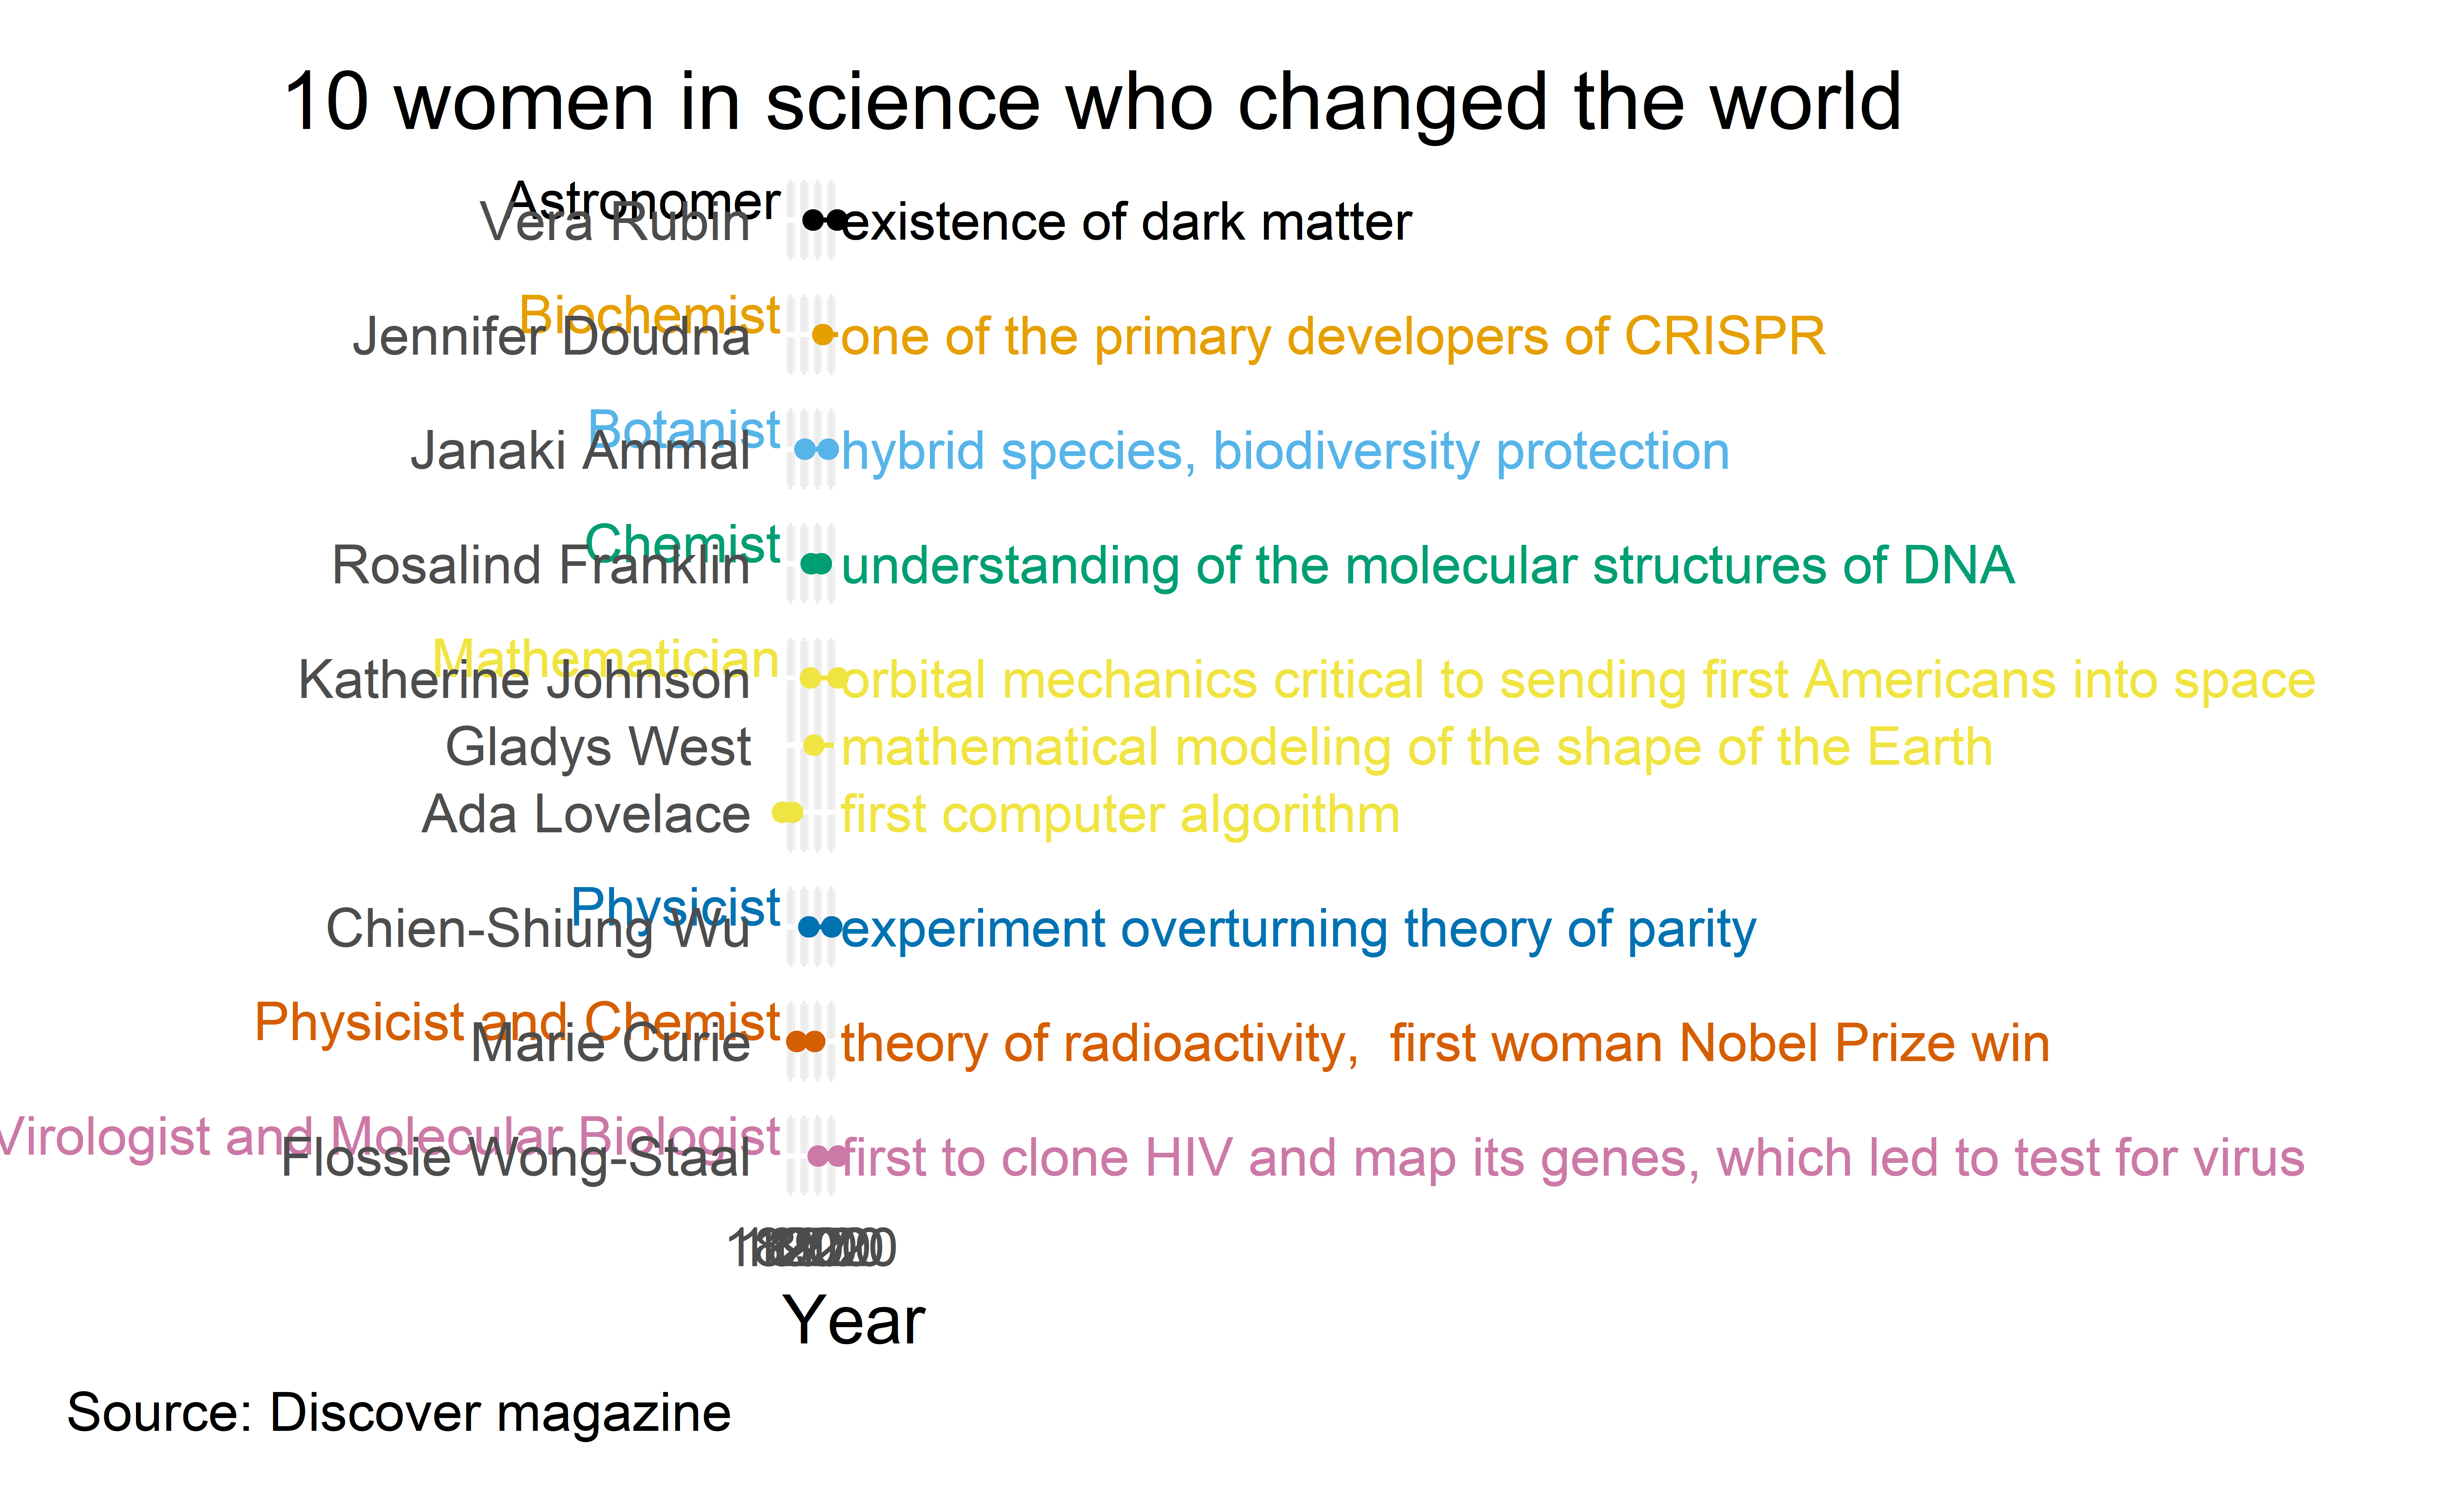 10 women in science who changed the world
Astronomer
Vera Rubin existence of dark matter
Biochemist
Jennifer Doudna one of the primary developers of CRISPR
Botanist
Janaki Ammal hybrid species, biodiversity protection
Chemist
Rosalind Franklin understanding of the molecular structures of DNA
Mathematician
Katherine Johnson orbital mechanics critical to sending first Americans into space
Gladys West mathematical modeling of the shape of the Earth
Ada Lovelace first computer algorithm
Physicist
Chien-Shiung Wu experiment overturning theory of parity
Physicist and Chemist
Marie Curie theory of radioactivity,  first woman Nobel Prize win
Virologist and Molecular Biologist
Flossie Wong-Staal first to clone HIV and map its genes, which led to test for virus
Year
Source: Discover magazine